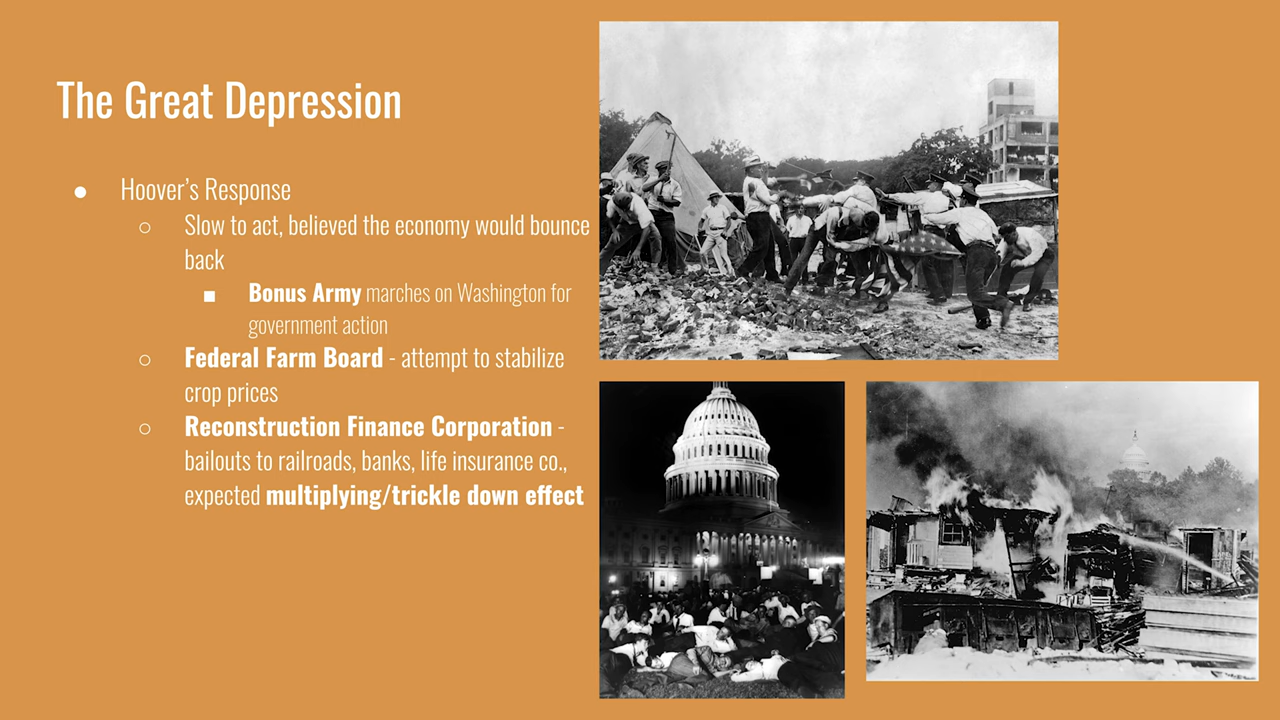 The Great Depression
● Hoover’s Response
○ Slow to act, believed the economy would bounce
back
■ Bonus Army marches on Washington for
government action
○ Federal Farm Board - attempt to stabilize
crop prices
○ Reconstruction Finance Corporation -
bailouts to railroads, banks, life insurance co.,
expected multiplying/trickle down effect